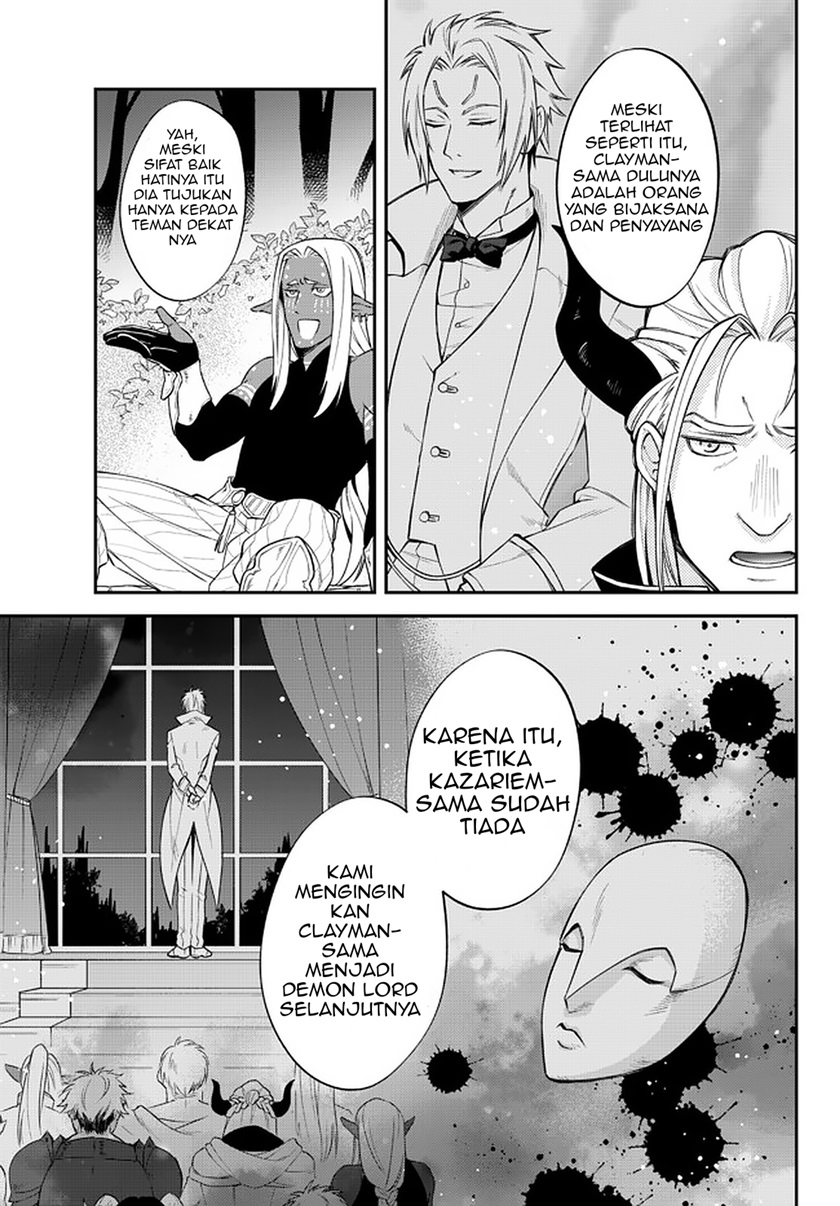 MESKI
TERLIHAT
SEPERTI ITU,
CLAYMAN-
SAMA DULUNYA
ADALAH ORANG
YANG BIJAKSANA
DAN PENYAYANG
YAH,
MESKI
SIFAT BAIK
HATINYA ITU
DIA TUJUKAN
HANYA KEPADA
TEMAN DEKAT
NYA
KARENA ITU,
KETIKA
KAZARIEM-
SAMA SUDAH
TIADA
KAMI
MENGINGIN
KAN
CLAYMAN-
SAMA
MENJADI
DEMON LORD
SELANJUTNYA